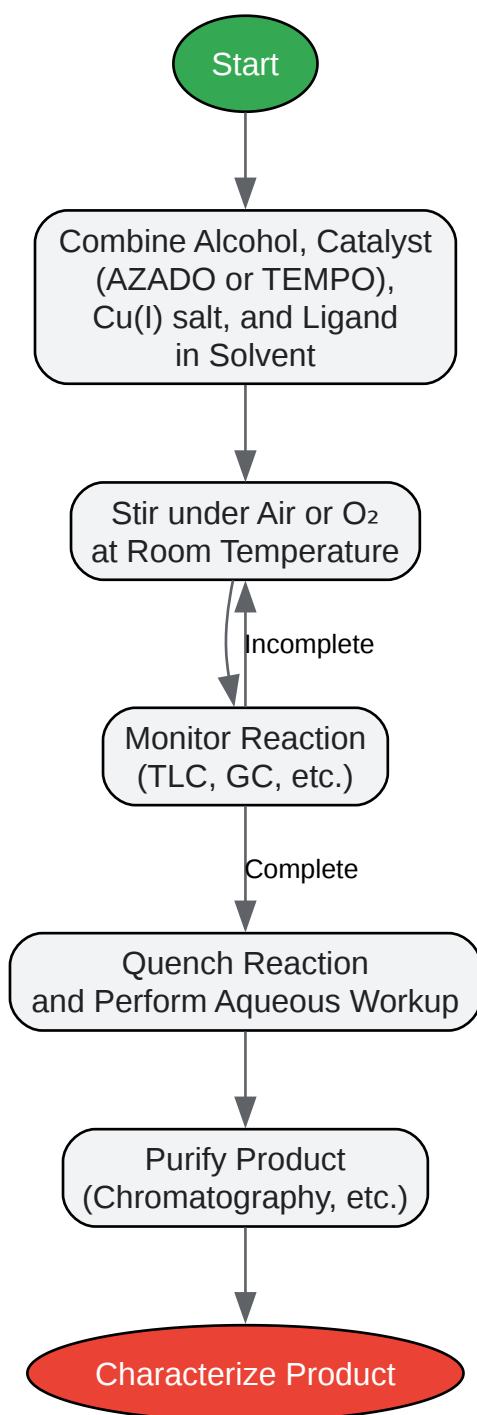 Start
Combine Alcohol, Catalyst
(AZADO or TEMPO),
Cu(I) salt, and Ligand
in Solvent
Stir under Air or O₂
at Room Temperature
Incomplete
Monitor Reaction
(TLC, GC, etc.)
Complete
Quench Reaction
and Perform Aqueous Workup
Purify Product
(Chromatography, etc.)
Characterize Product